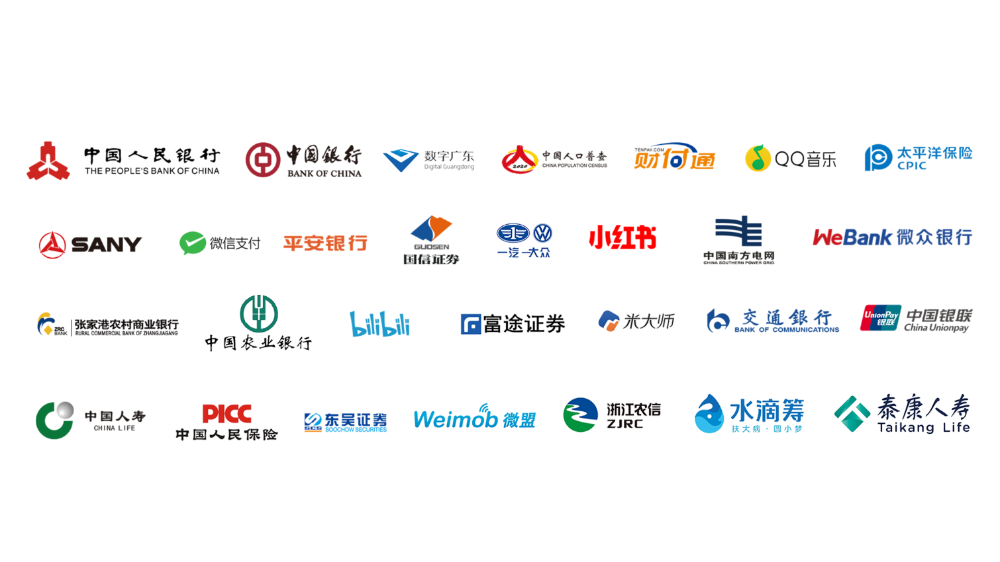 中国人民银行
THE PEOPLE'S BANK OF CHINA
中國銀行
BANK OF CHINA
数字广东
Digital Guangdong
2020
中国人口普查
CHINA POPULATION CENSUS
TENPAY.COM
财付通
QQ音乐
太平洋保险
CPIC
SANY
微信支付
平安银行
GUOSEN
国信证券
一汽-大众
小红书
中国南方电网
CHINA SOUTHERN POWER GRID
WeBank 微众银行
ZRC
BANK
张家港农村商业银行
RURAL COMMERCIAL BANK OF ZHANGJIAGANG
中国农业银行
bilibili
富途证券
米大师
交通銀行
BANK OF COMMUNICATIONS
UnionPay
银联
中国银联
China Unionpay
中国人寿
CHINA LIFE
PICC
中国人民保险
SCS
东吴证券
SOOCHOW SECURITIES
Weimob 微盟
浙江农信
ZJRC
水滴筹
扶大病·圆小梦
泰康人寿
Taikang Life